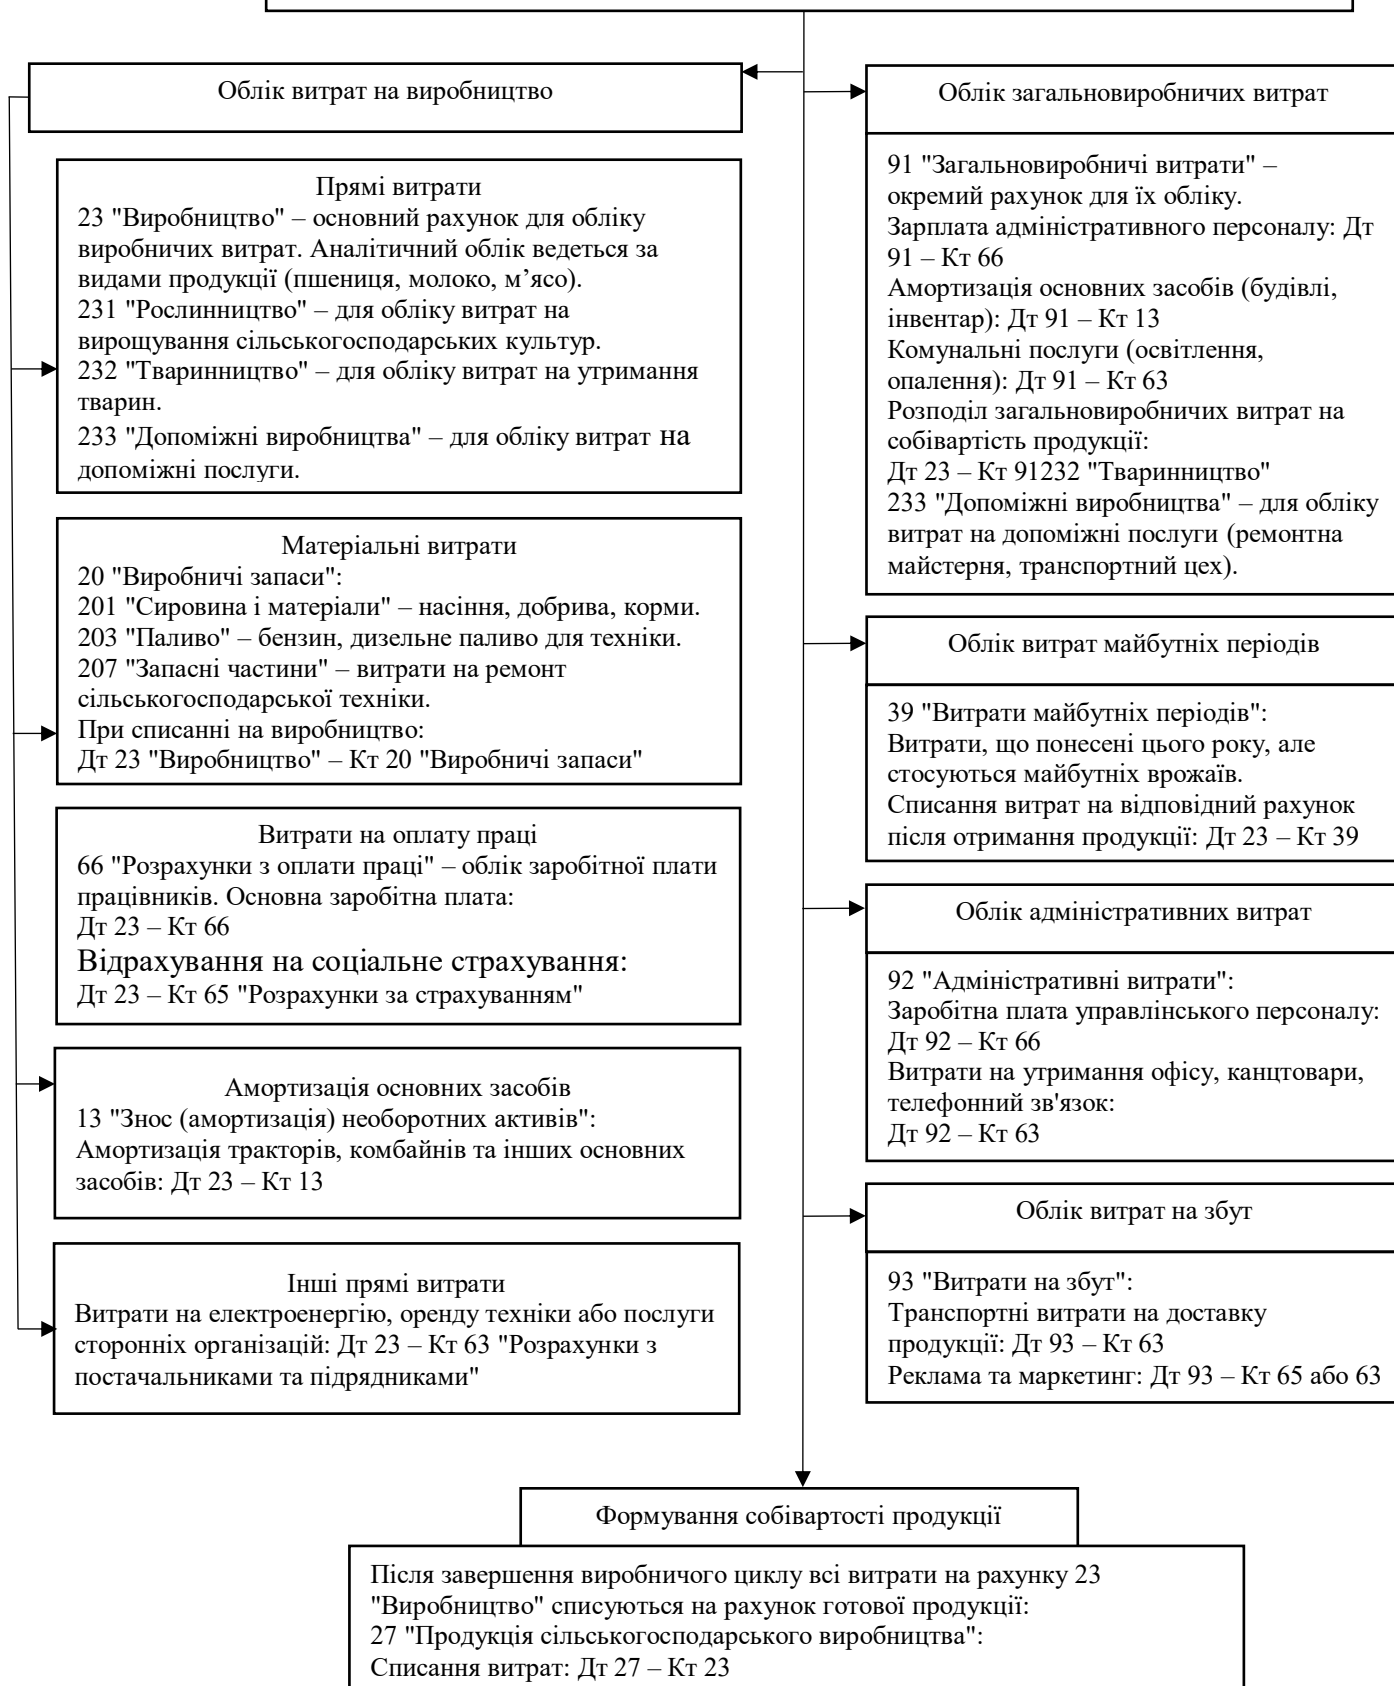 Облік витрат на виробництво
Прямі витрати
23 "Виробництво" – основний рахунок для обліку
виробничих витрат. Аналітичний облік ведеться за
видами продукції (пшениця, молоко, м’ясо).
231 "Рослинництво" – для обліку витрат на
вирощування сільськогосподарських культур.
232 "Тваринництво" – для обліку витрат на утримання
тварин.
233 "Допоміжні виробництва" – для обліку витрат на
допоміжні послуги.
Матеріальні витрати
20 "Виробничі запаси":
201 "Сировина і матеріали" – насіння, добрива, корми.
203 "Паливо" – бензин, дизельне паливо для техніки.
207 "Запасні частини" – витрати на ремонт
сільськогосподарської техніки.
При списанні на виробництво:
Дт 23 "Виробництво" – Кт 20 "Виробничі запаси"
Витрати на оплату праці
66 "Розрахунки з оплати праці" – облік заробітної плати
працівників. Основна заробітна плата:
Дт 23 – Кт 66
Відрахування на соціальне страхування:
Дт 23 – Кт 65 "Розрахунки за страхуванням"
Амортизація основних засобів
13 "Знос (амортизація) необоротних активів":
Амортизація тракторів, комбайнів та інших основних
засобів: Дт 23 – Кт 13
Інші прямі витрати
Витрати на електроенергію, оренду техніки або послуги
сторонніх організацій: Дт 23 – Кт 63 "Розрахунки з
постачальниками та підрядниками"
Облік загальновиробничих витрат
91 "Загальновиробничі витрати" –
окремий рахунок для їх обліку.
Зарплата адміністративного персоналу: Дт
91 – Кт 66
Амортизація основних засобів (будівлі,
інвентар): Дт 91 – Кт 13
Комунальні послуги (освітлення,
опалення): Дт 91 – Кт 63
Розподіл загальновиробничих витрат на
собівартість продукції:
Дт 23 – Кт 91232 "Тваринництво"
233 "Допоміжні виробництва" – для обліку
витрат на допоміжні послуги (ремонтна
майстерня, транспортний цех).
Облік витрат майбутніх періодів
39 "Витрати майбутніх періодів":
Витрати, що понесені цього року, але
стосуються майбутніх врожаїв.
Списання витрат на відповідний рахунок
після отримання продукції: Дт 23 – Кт 39
Облік адміністративних витрат
92 "Адміністративні витрати":
Заробітна плата управлінського персоналу:
Дт 92 – Кт 66
Витрати на утримання офісу, канцтовари,
телефонний зв'язок:
Дт 92 – Кт 63
Облік витрат на збут
93 "Витрати на збут":
Транспортні витрати на доставку
продукції: Дт 93 – Кт 63
Реклама та маркетинг: Дт 93 – Кт 65 або 63
Формування собівартості продукції
Після завершення виробничого циклу всі витрати на рахунку 23
"Виробництво" списуються на рахунок готової продукції:
27 "Продукція сільськогосподарського виробництва":
Списання витрат: Дт 27 – Кт 23